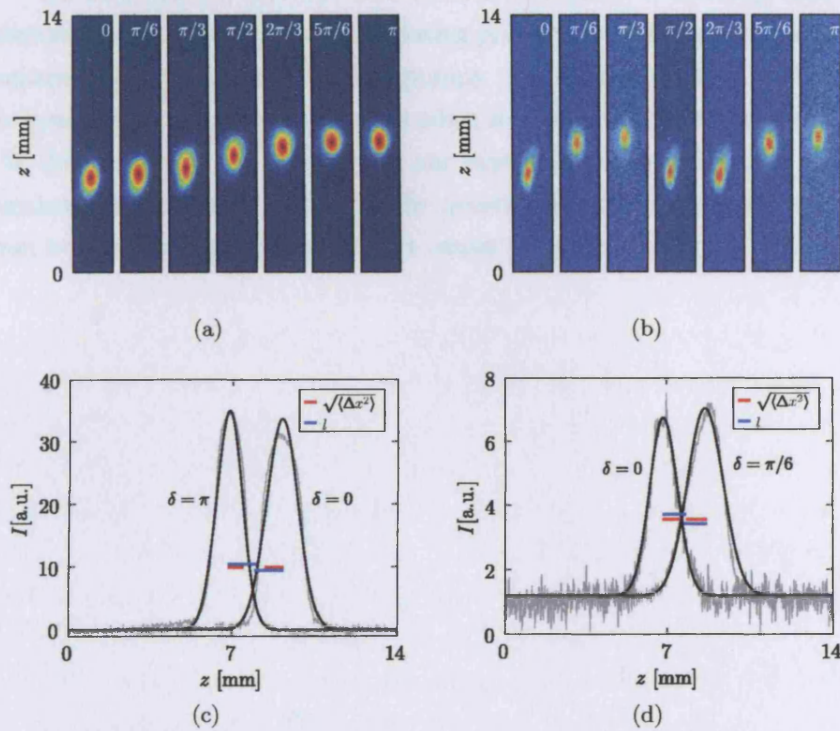 14
0 π/6 π/3 π/2 2π/3 5π/6 π
z [mm]
0
(a)
14
0 π/6 π/3 π/2 2π/3 5π/6 π
z [mm]
0
(b)
40
30
20
10
0
I [a.u.]
√⟨Δx²⟩
l
δ = π
δ = 0
0 7 14
z [mm]
(c)
8
6
4
2
0
I [a.u.]
√⟨Δx²⟩
l
δ = 0
δ = π/6
0 7 14
z [mm]
(d)